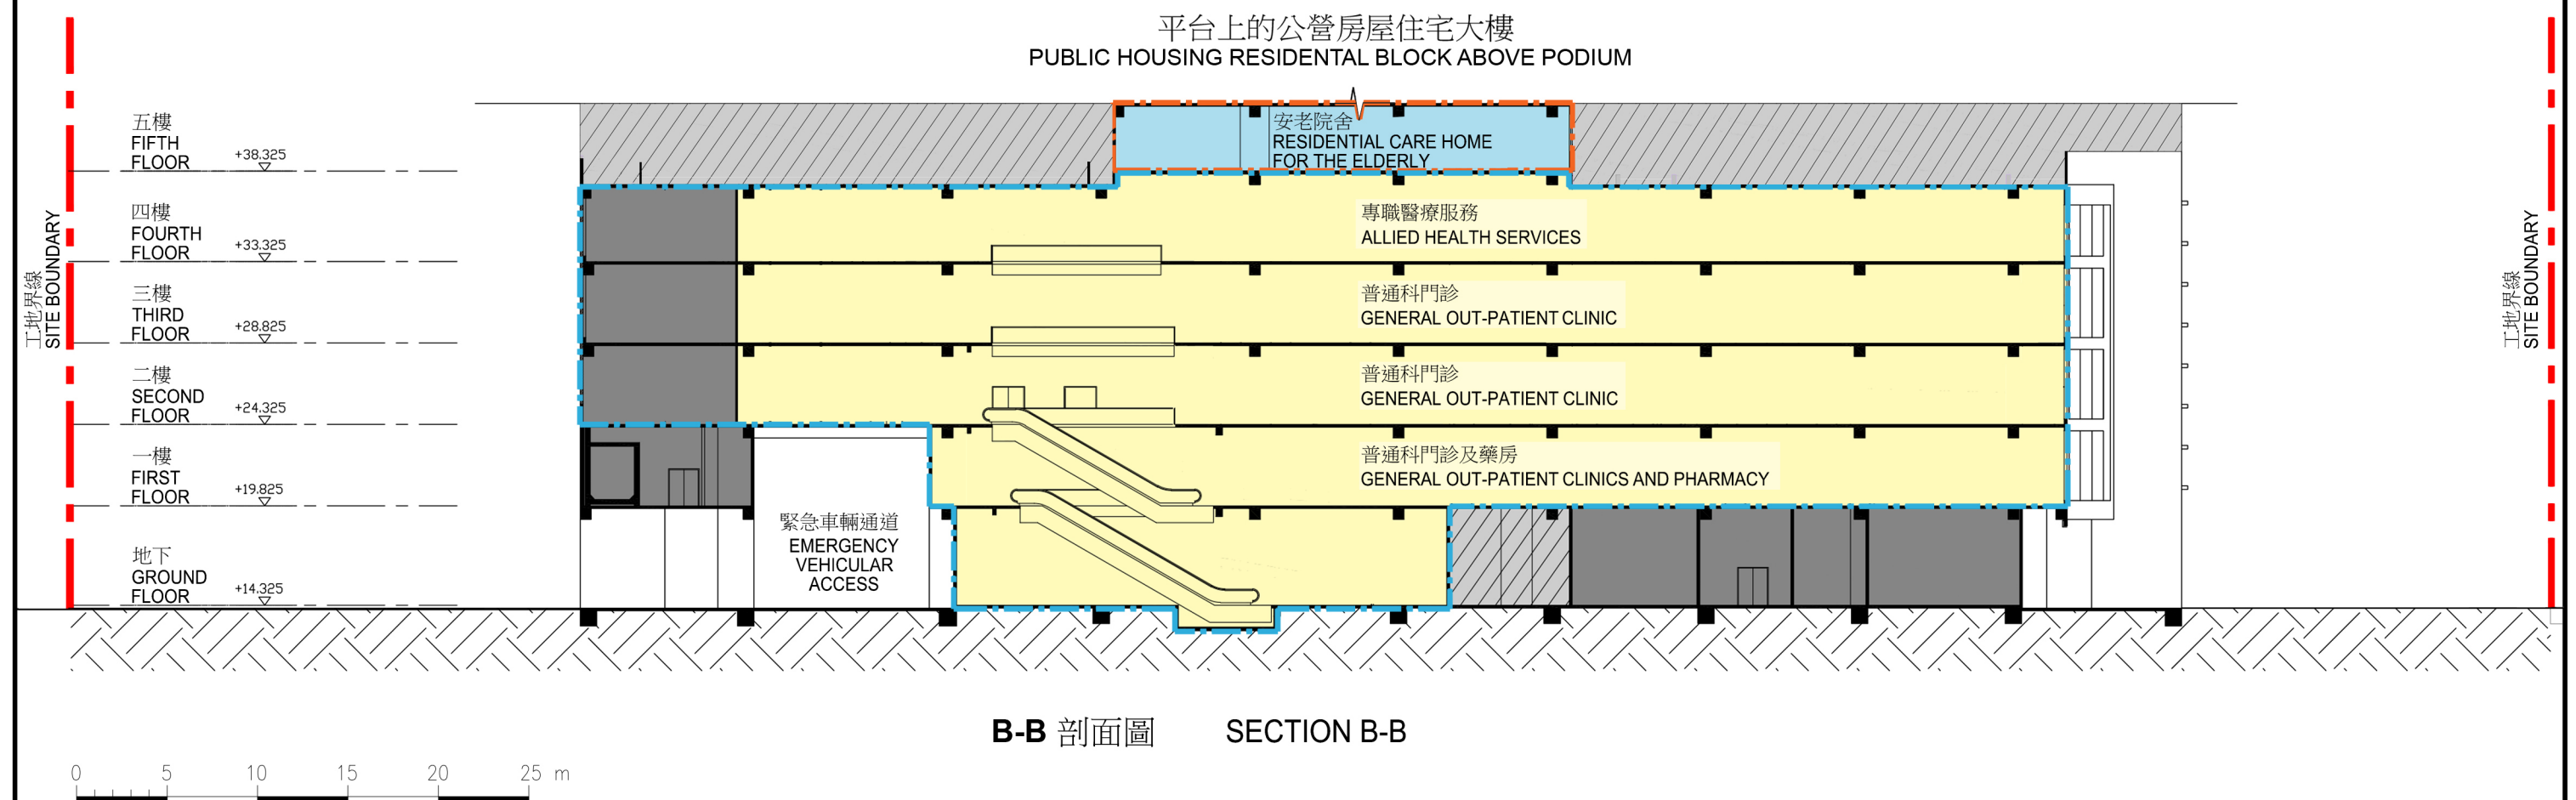 平台上的公營房屋住宅大樓
PUBLIC HOUSING RESIDENTAL BLOCK ABOVE PODIUM
五樓
FIFTH
FLOOR
+38.325
安老院舍
RESIDENTIAL CARE HOME
FOR THE ELDERLY
四樓
FOURTH
FLOOR
+33.325
專職醫療服務
ALLIED HEALTH SERVICES
三樓
THIRD
FLOOR
+28.825
普通科門診
GENERAL OUT-PATIENT CLINIC
二樓
SECOND
FLOOR
+24.325
普通科門診
GENERAL OUT-PATIENT CLINIC
一樓
FIRST
FLOOR
+19.825
普通科門診及藥房
GENERAL OUT-PATIENT CLINICS AND PHARMACY
地下
GROUND
FLOOR
+14.325
緊急車輛通道
EMERGENCY
VEHICULAR
ACCESS
工地界線
SITE BOUNDARY
工地界線
SITE BOUNDARY
B-B 剖面圖 SECTION B-B
0 5 10 15 20 25 m